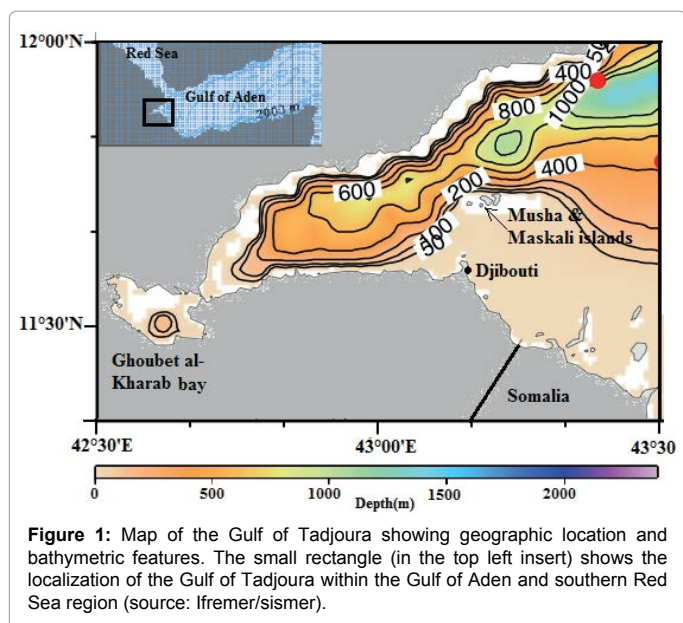 12°00'N
Red Sea
Gulf of Aden
2000 m
400
800
1000
600
200
400
100
50
Musha &
Maskali islands
Djibouti
11°30'N
Ghoubet al-
Kharab bay
Somalia
42°30'E
43°00'E
43°30
0
500
1000
1500
2000
Depth(m)
Figure 1: Map of the Gulf of Tadjoura showing geographic location and
bathymetric features. The small rectangle (in the top left insert) shows the
localization of the Gulf of Tadjoura within the Gulf of Aden and southern Red
Sea region (source: Ifremer/sismer).